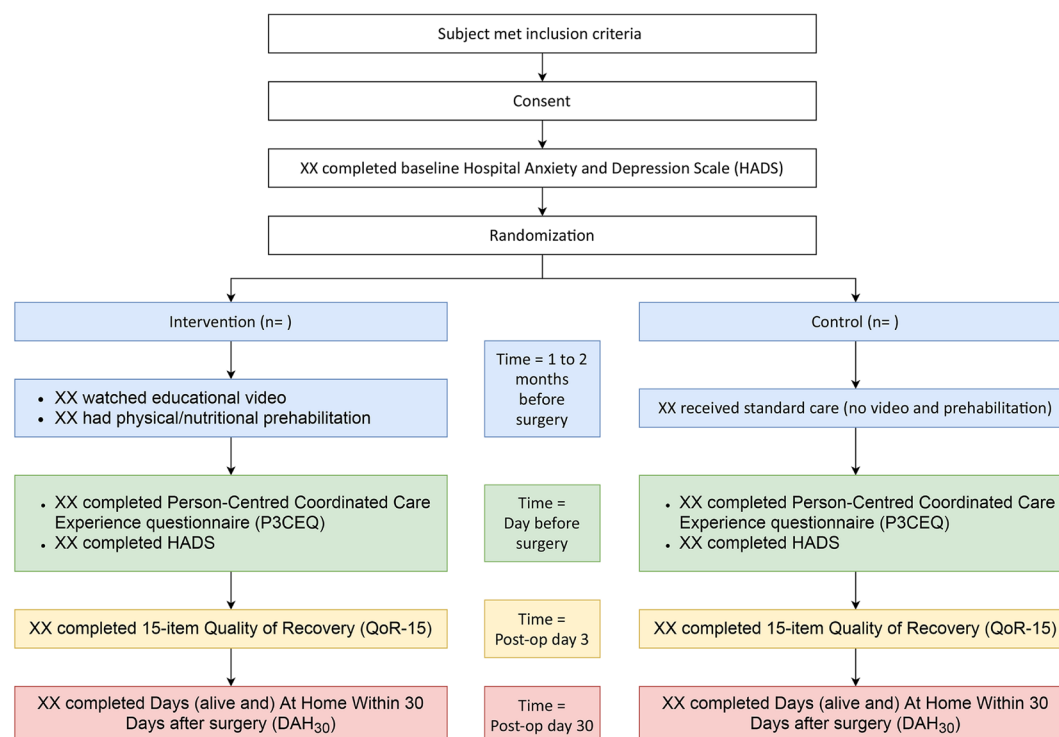 Subject met inclusion criteria
Consent
XX completed baseline Hospital Anxiety and Depression Scale (HADS)
Randomization
Intervention (n= )
Control (n= )
Time = 1 to 2
months
before
surgery
• XX watched educational video
• XX had physical/nutritional prehabilitation
XX received standard care (no video and prehabilitation)
• XX completed Person-Centred Coordinated Care
Experience questionnaire (P3CEQ)
• XX completed HADS
Time =
Day before
surgery
• XX completed Person-Centred Coordinated Care
Experience questionnaire (P3CEQ)
• XX completed HADS
XX completed 15-item Quality of Recovery (QoR-15)
Time =
Post-op day 3
XX completed 15-item Quality of Recovery (QoR-15)
XX completed Days (alive and) At Home Within 30
Days after surgery (DAH30)
Time =
Post-op day 30
XX completed Days (alive and) At Home Within 30
Days after surgery (DAH30)